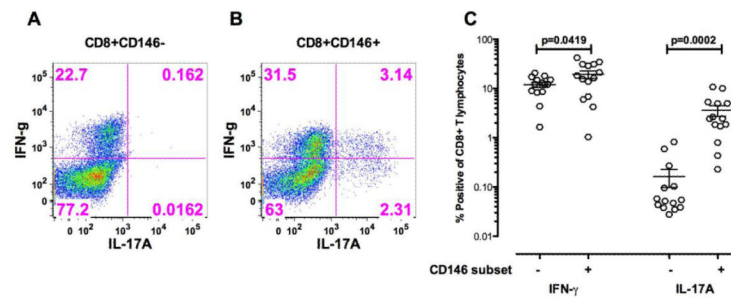 A
CD8+CD146-
22.7
0.162
77.2
0.0162
IFN-g
10⁵
10⁴
10³
10²
0
0 10² 10³ 10⁴ 10⁵
IL-17A
B
CD8+CD146+
31.5
3.14
63
2.31
IFN-g
10⁵
10⁴
10³
10²
0
0 10² 10³ 10⁴ 10⁵
IL-17A
C
p=0.0419
p=0.0002
% Positive of CD8+ T lymphocytes
100
10
1
0.10
0.01
CD146 subset
- + - +
IFN-γ
IL-17A